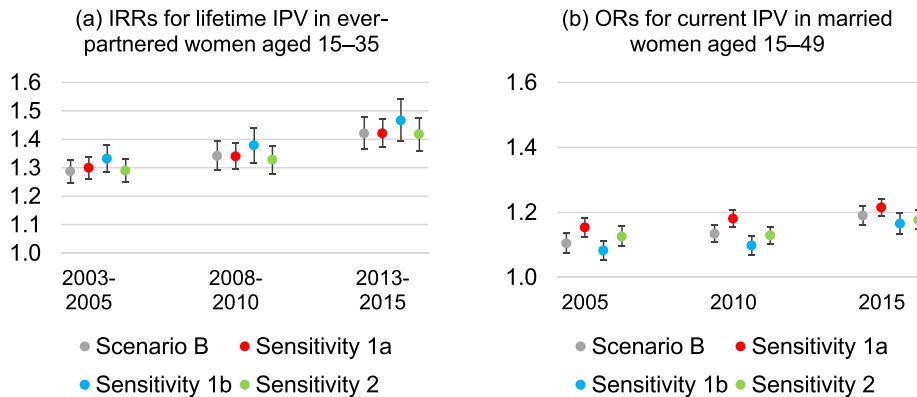 (a) IRRs for lifetime IPV in ever-
partnered women aged 15–35
1.6
1.5
1.4
1.3
1.2
1.1
1.0
2003-
2005
2008-
2010
2013-
2015
Scenario B
Sensitivity 1a
Sensitivity 1b
Sensitivity 2
(b) ORs for current IPV in married
women aged 15–49
1.6
1.4
1.2
1.0
2005
2010
2015
Scenario B
Sensitivity 1a
Sensitivity 1b
Sensitivity 2